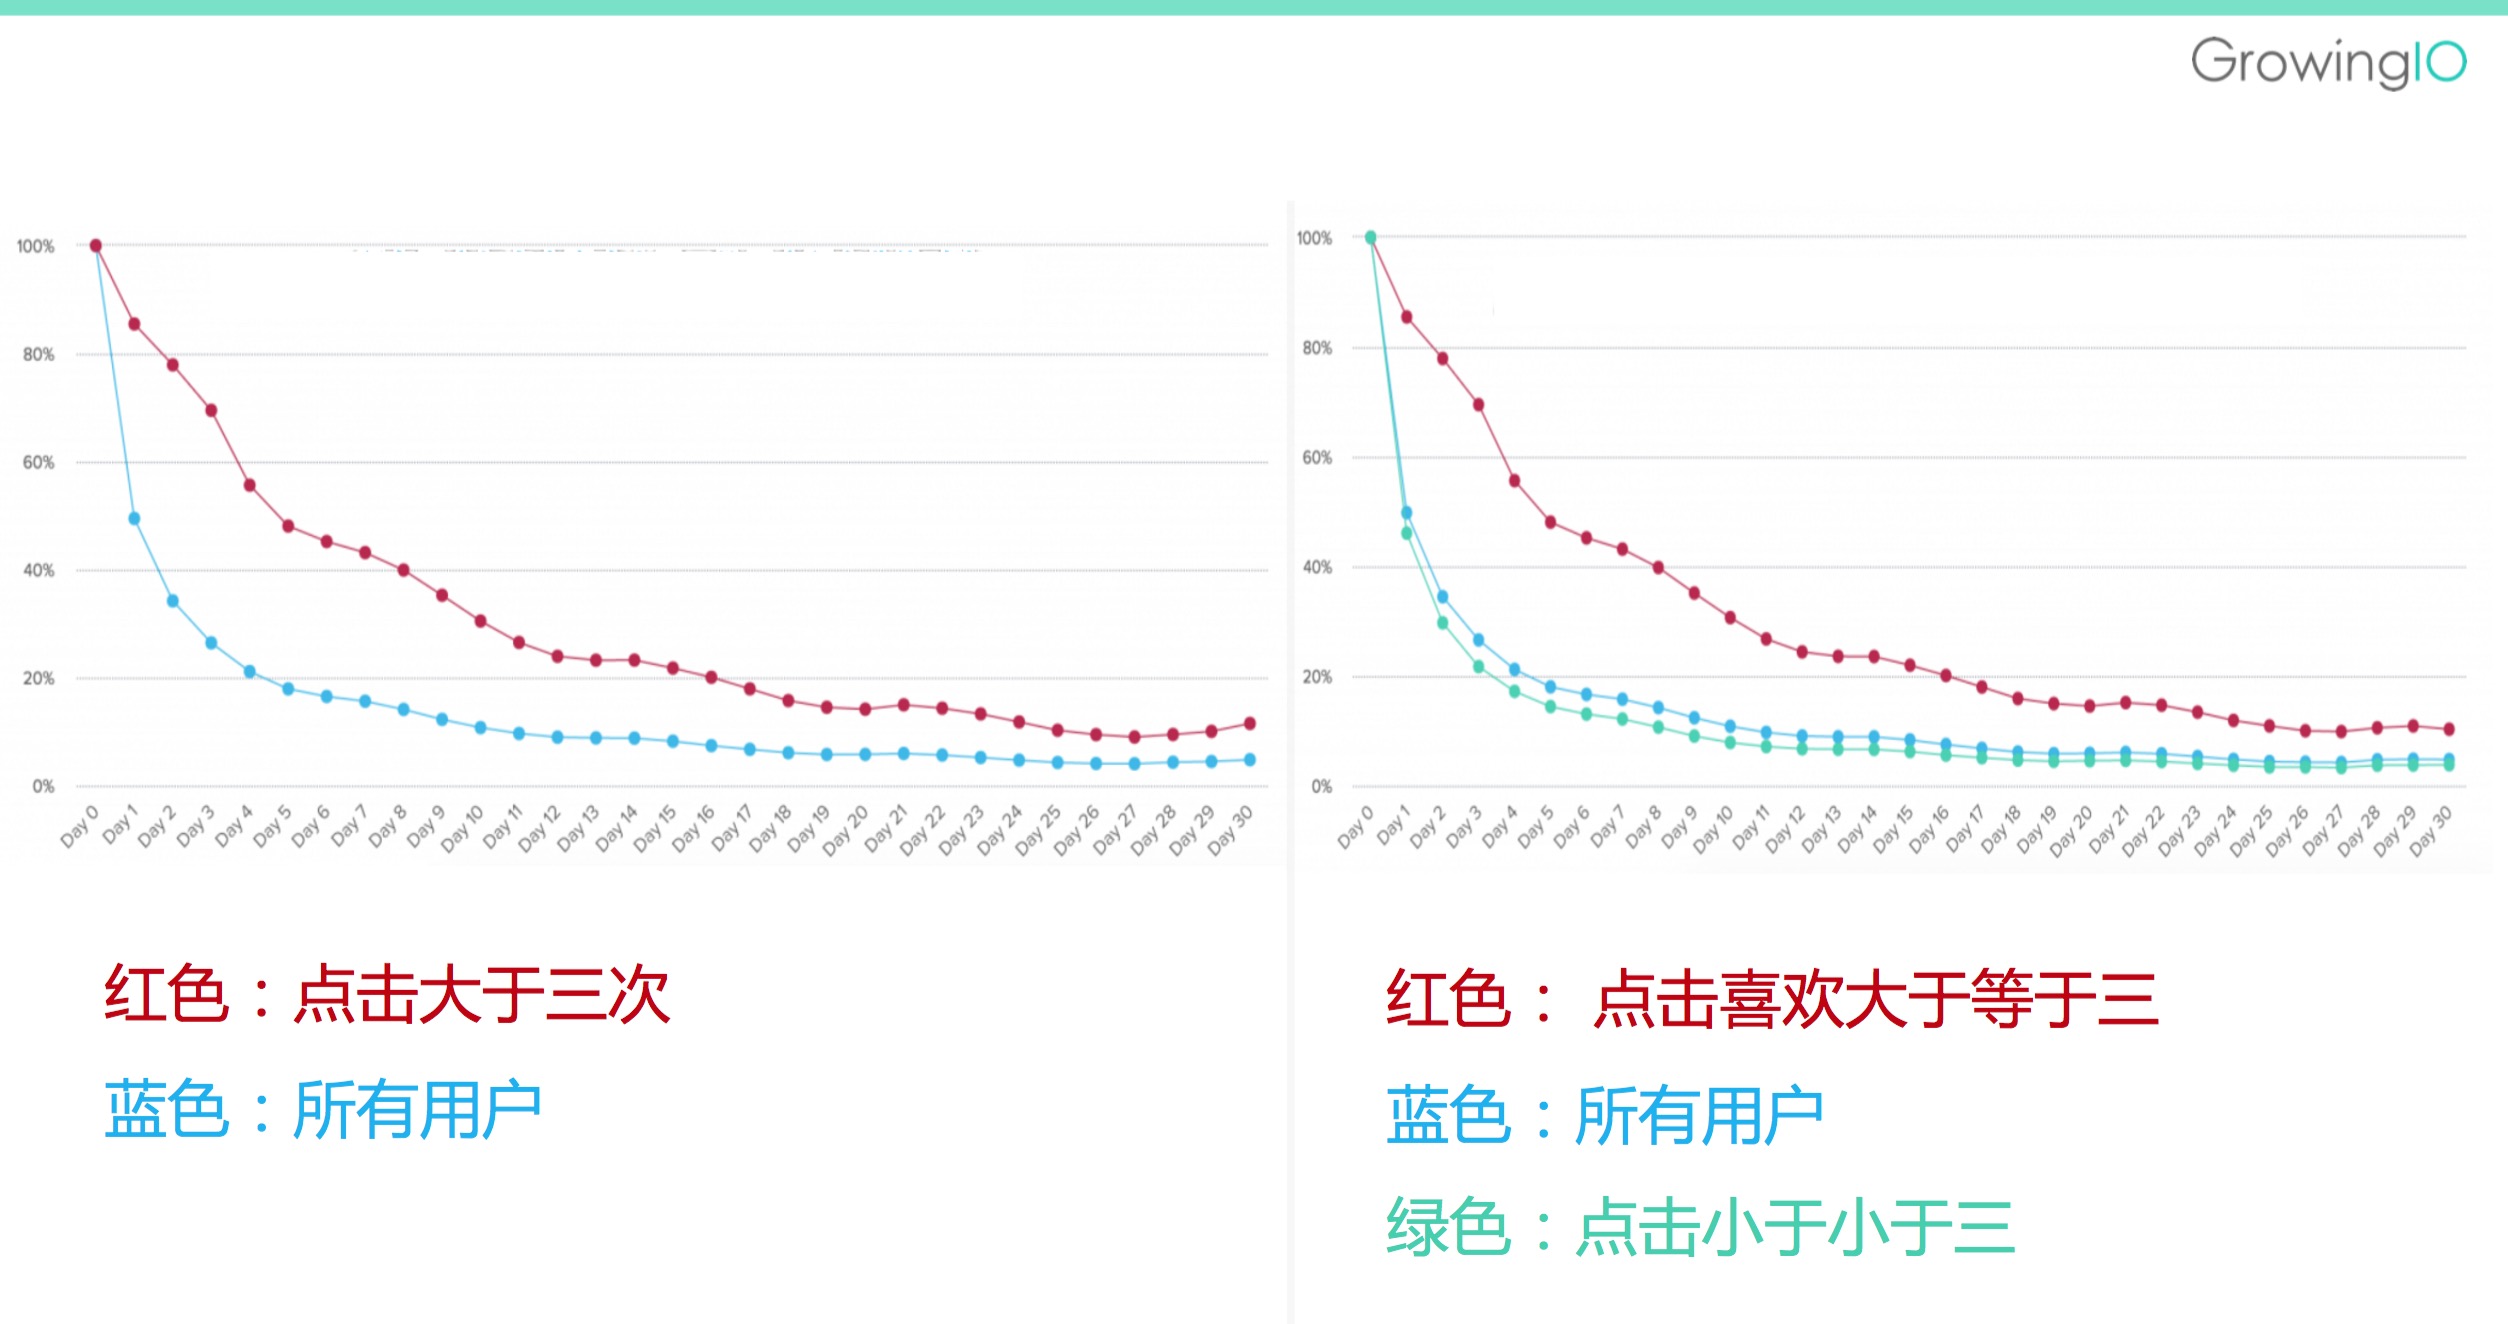 GrowingIO
100%
80%
60%
40%
20%
0%
Day 0 Day 1 Day 2 Day 3 Day 4 Day 5 Day 6 Day 7 Day 8 Day 9 Day 10 Day 11 Day 12 Day 13 Day 14 Day 15 Day 16 Day 17 Day 18 Day 19 Day 20 Day 21 Day 22 Day 23 Day 24 Day 25 Day 26 Day 27 Day 28 Day 29 Day 30
红色：点击大于三次
蓝色：所有用户
100%
80%
60%
40%
20%
0%
Day 0 Day 1 Day 2 Day 3 Day 4 Day 5 Day 6 Day 7 Day 8 Day 9 Day 10 Day 11 Day 12 Day 13 Day 14 Day 15 Day 16 Day 17 Day 18 Day 19 Day 20 Day 21 Day 22 Day 23 Day 24 Day 25 Day 26 Day 27 Day 28 Day 29 Day 30
红色： 点击喜欢大于等于三
蓝色：所有用户
绿色：点击小于小于三